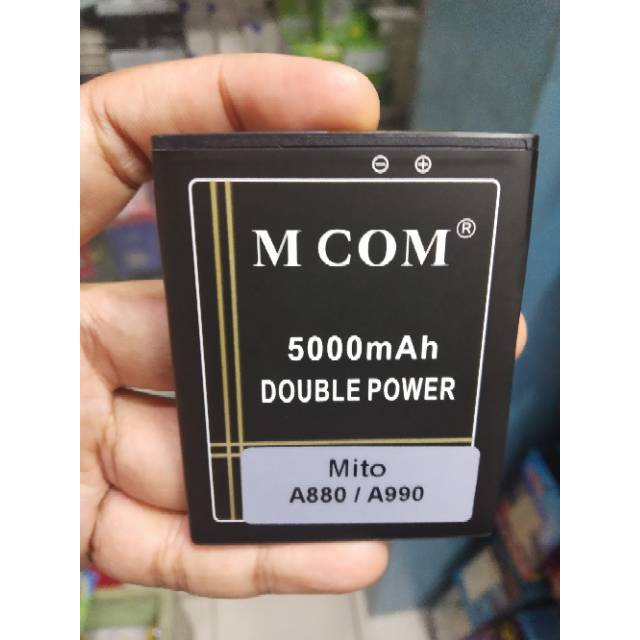 ⊖ ⊕
M COM®
5000mAh
DOUBLE POWER
Mito
A880 / A990